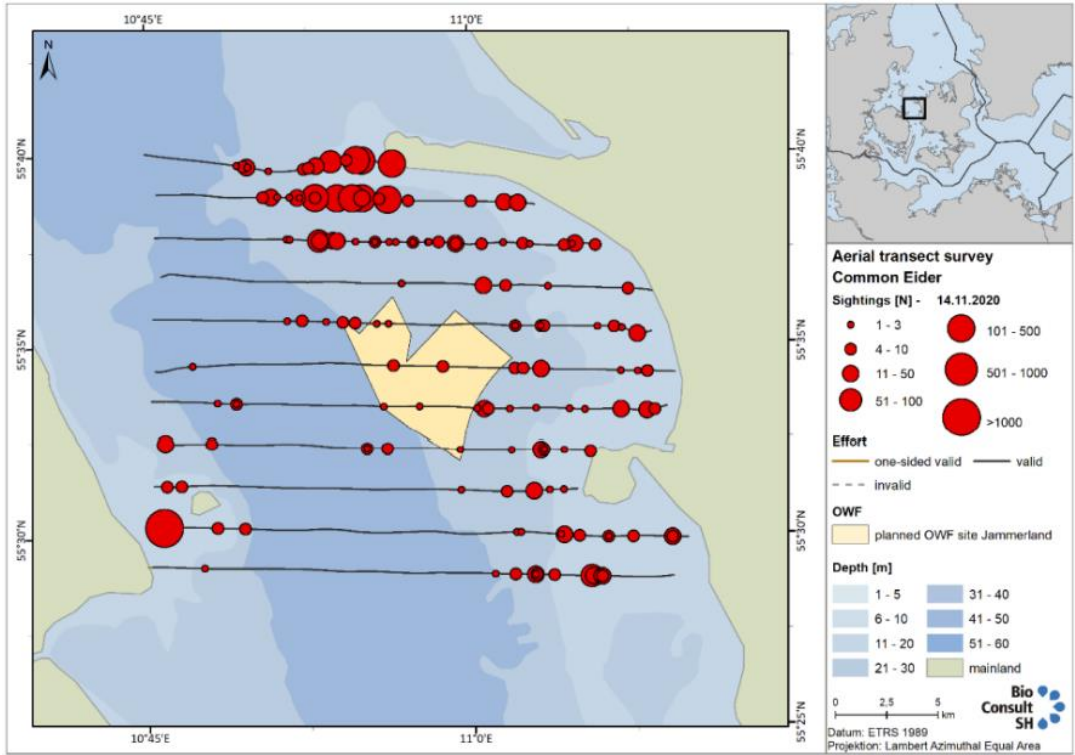 10°45'E
11°0'E
N
55°40'N
55°40'N
55°35'N
55°35'N
55°30'N
55°30'N
55°25'N
10°45'E
11°0'E
Aerial transect survey
Common Eider
Sightings [N] - 14.11.2020
1 - 3
101 - 500
4 - 10
501 - 1000
11 - 50
51 - 100
>1000
Effort
one-sided valid
valid
invalid
OWF
planned OWF site Jammerland
Depth [m]
1 - 5
31 - 40
6 - 10
41 - 50
11 - 20
51 - 60
21 - 30
mainland
0 2,5 5
km
Bio
Consult
SH
Datum: ETRS 1989
Projektion: Lambert Azimuthal Equal Area